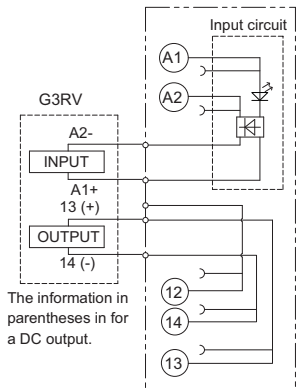 Input circuit
A1
G3RV
A2
A2-
INPUT
A1+
13 (+)
OUTPUT
14 (-)
12
The information in
parentheses in for
a DC output.
14
13